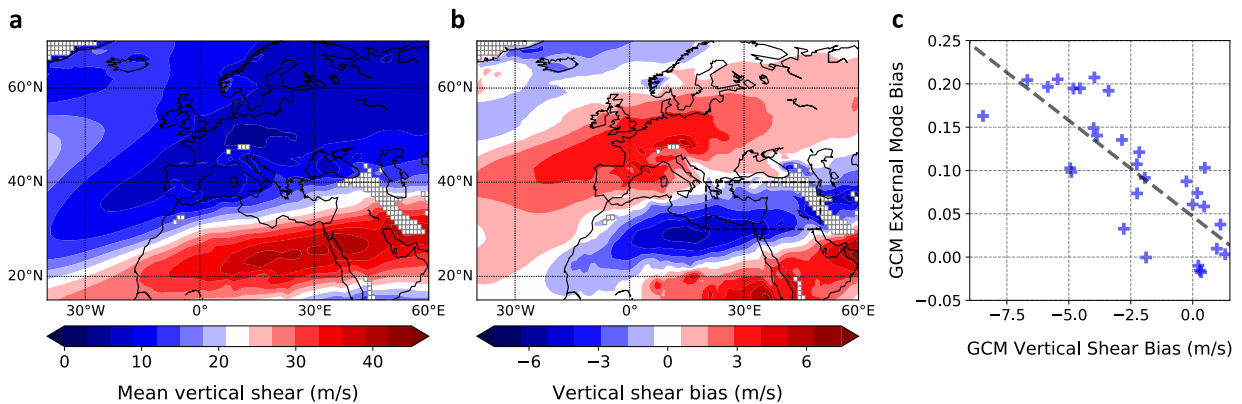 a
60°N
40°N
20°N
30°W
0°
30°E
60°E
0
10
20
30
40
Mean vertical shear (m/s)
b
60°N
40°N
20°N
30°W
0°
30°E
60°E
−6
−3
0
3
6
Vertical shear bias (m/s)
c
GCM External Mode Bias
0.25
0.20
0.15
0.10
0.05
0.00
−0.05
−7.5
−5.0
−2.5
0.0
GCM Vertical Shear Bias (m/s)